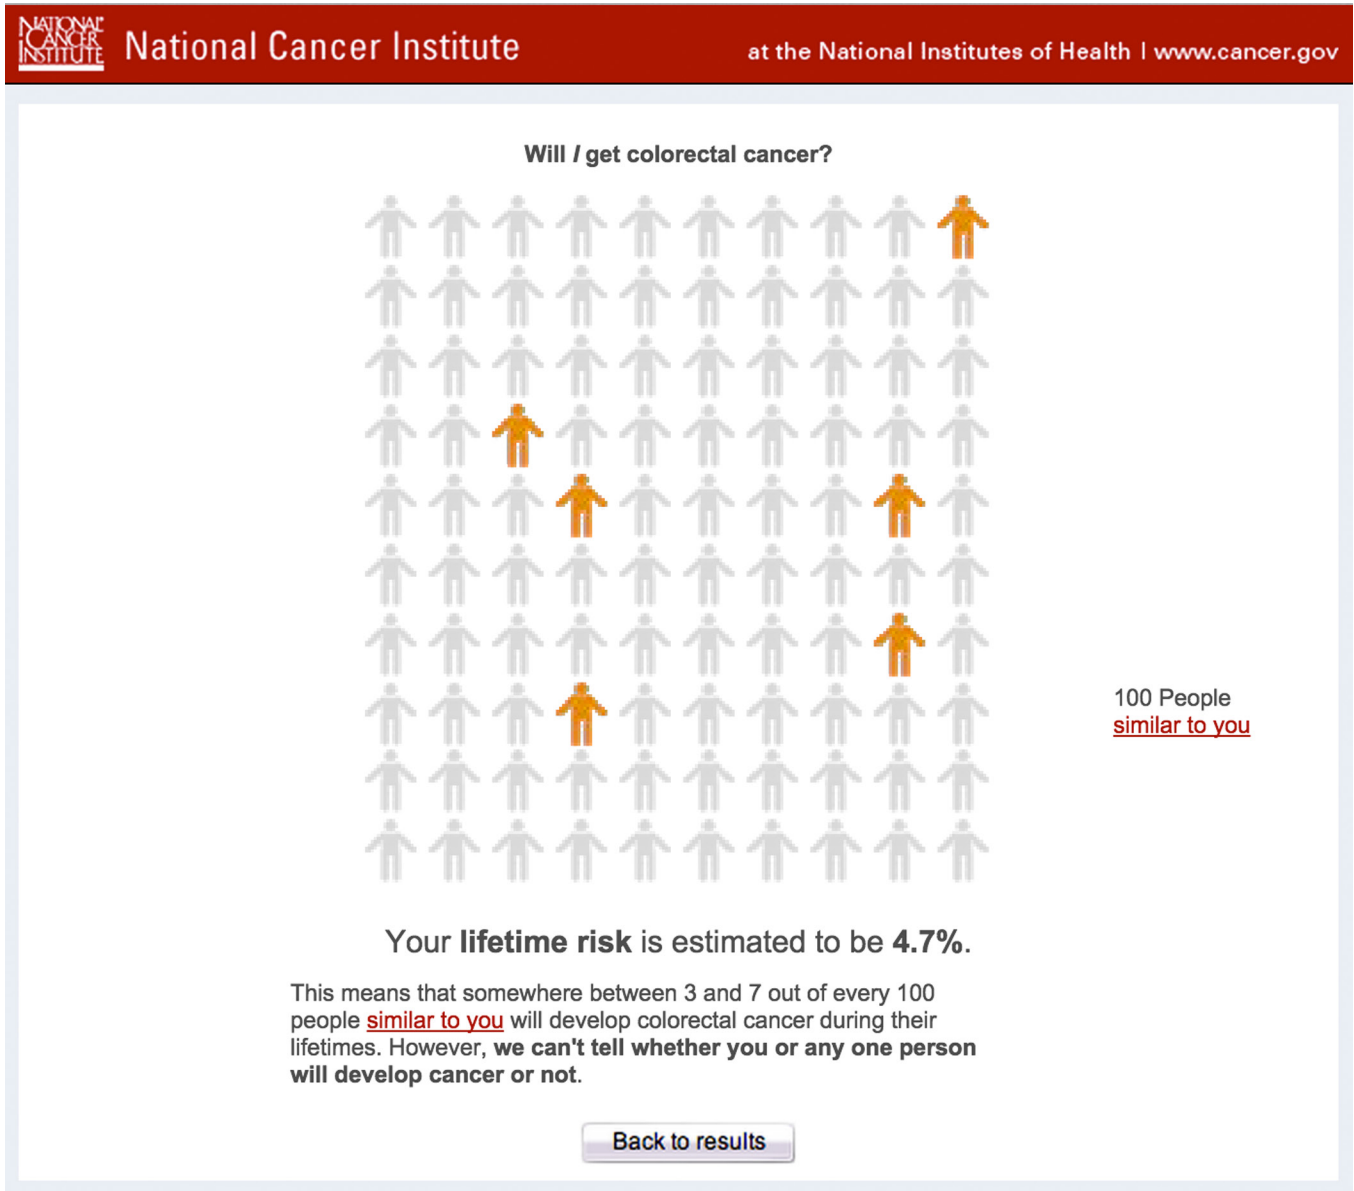 NATIONAL
CANCER
INSTITUTE
National Cancer Institute
at the National Institutes of Health | www.cancer.gov
Will I get colorectal cancer?
100 People
similar to you
Your lifetime risk is estimated to be 4.7%.
This means that somewhere between 3 and 7 out of every 100
people similar to you will develop colorectal cancer during their
lifetimes. However, we can't tell whether you or any one person
will develop cancer or not.
Back to results